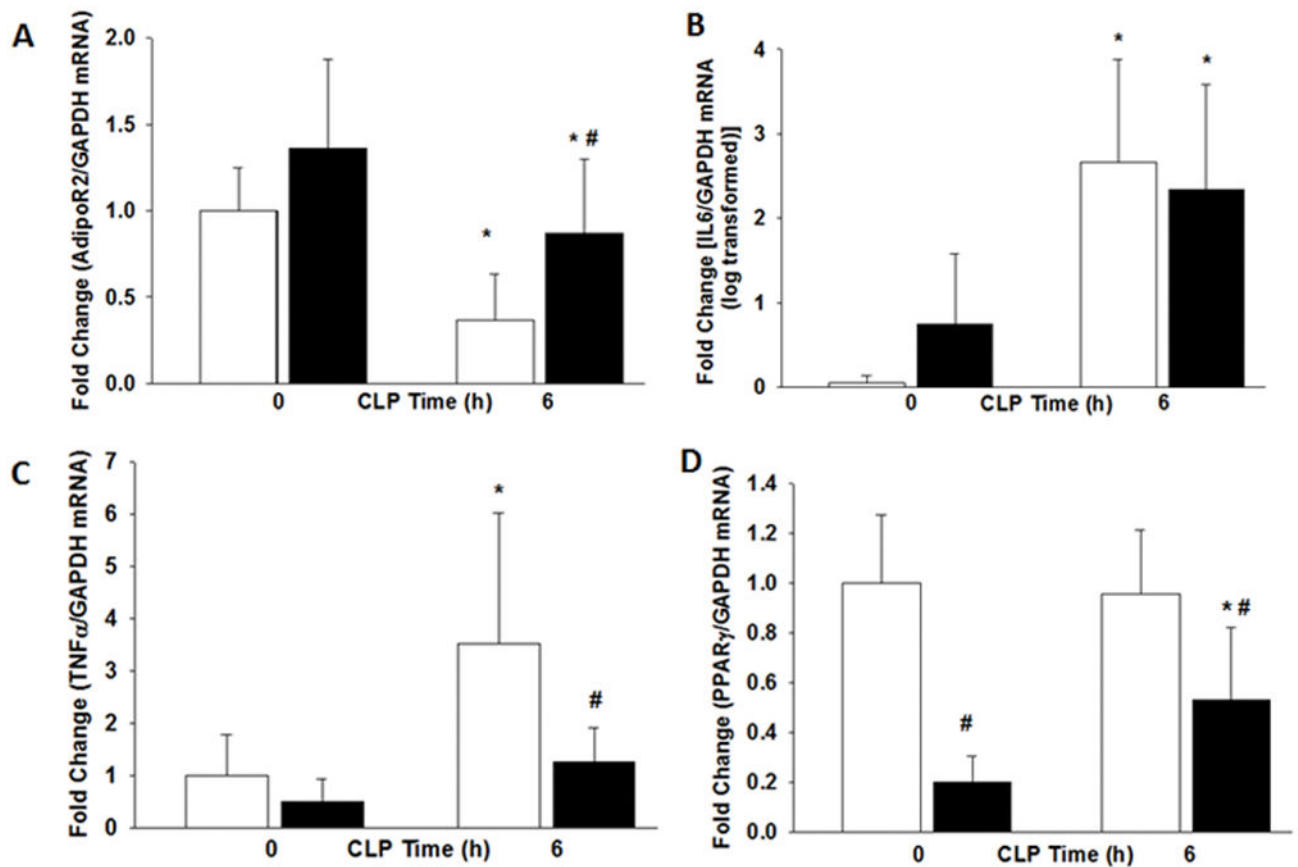 A
Fold Change (AdipoR2/GAPDH mRNA)
2.0
1.5
1.0
0.5
0.0
*
* #
0 CLP Time (h) 6
B
Fold Change [IL6/GAPDH mRNA
(log transformed)]
4
3
2
1
0
*
*
0 CLP Time (h) 6
C
Fold Change (TNFα/GAPDH mRNA)
7
6
5
4
3
2
1
0
*
#
0 CLP Time (h) 6
D
Fold Change (PPARγ/GAPDH mRNA)
1.4
1.2
1.0
0.8
0.6
0.4
0.2
0.0
#
* #
0 CLP Time (h) 6